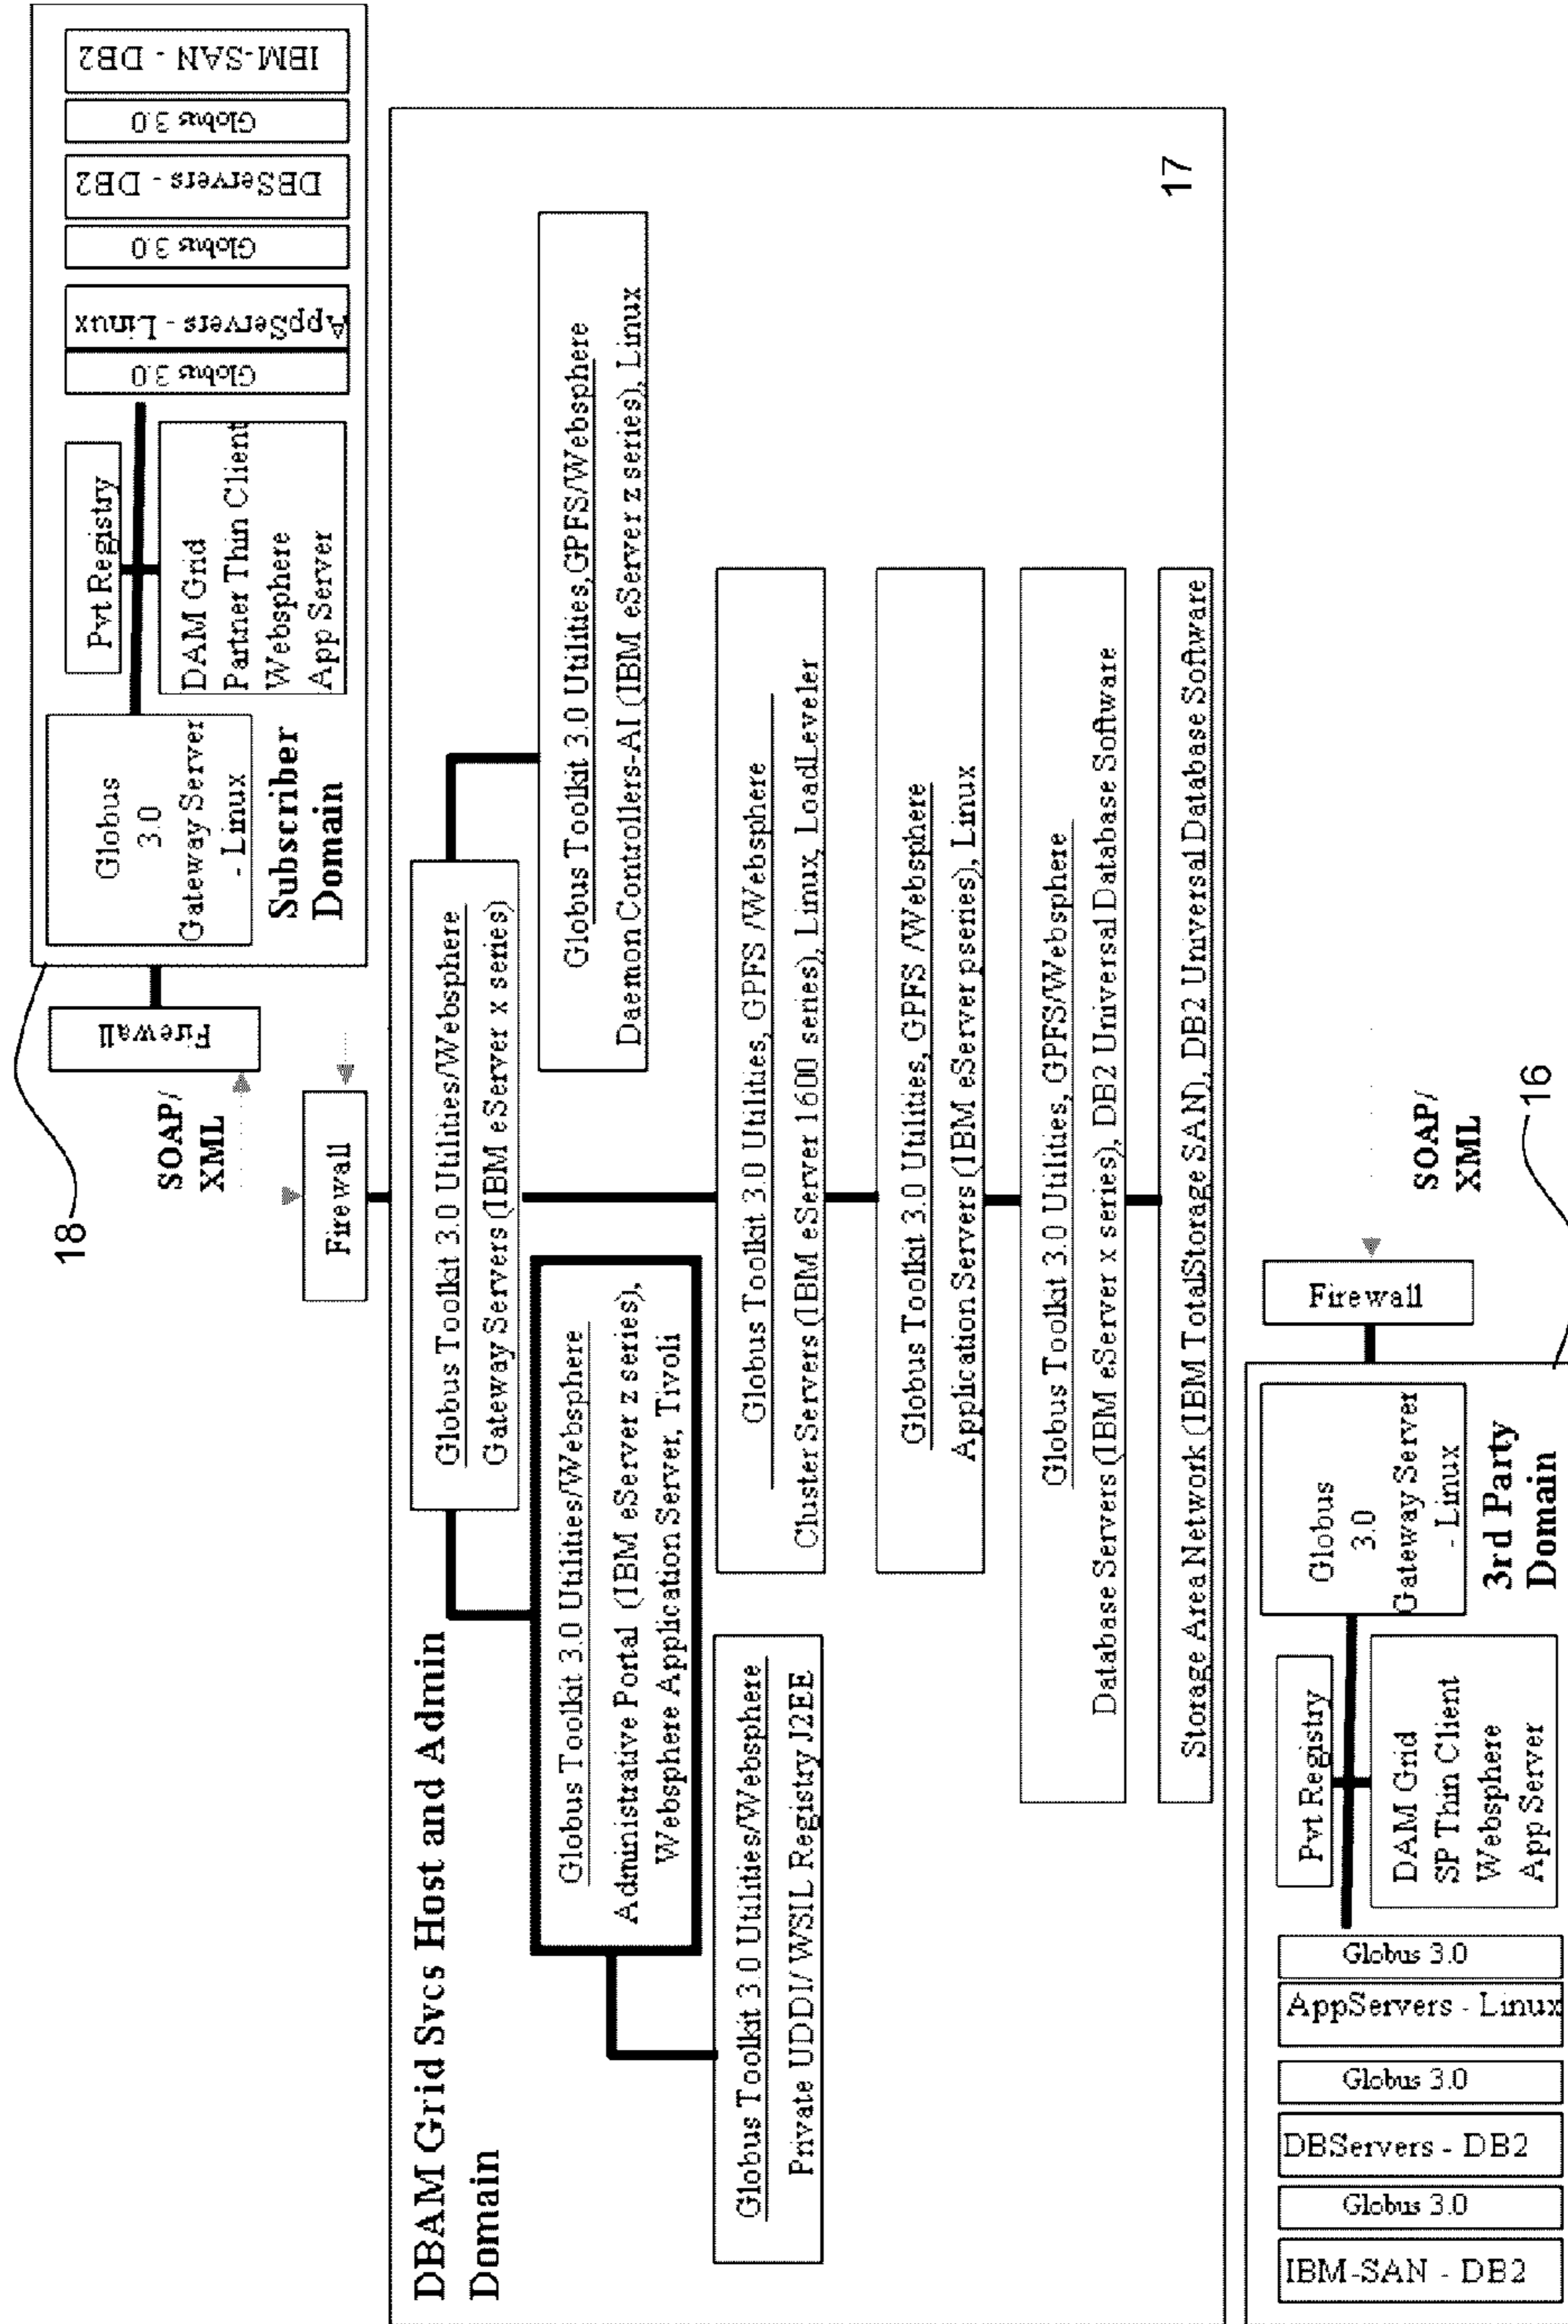 18
SOAP/
XML
Firewall
Globus
3.0
Gateway Server
- Linux
Subscriber
Domain
Pvt Registry
DAM Grid
Partner Thin Client
Websphere
App Server
Globus 3.0
AppServers - Linux
Globus 3.0
DBServers - DB2
Globus 3.0
IBM-SAN - DB2
Firewall
DBAM Grid Svcs Host and Admin
Domain
Globus Toolkit 3.0 Utilities/Websphere
Gateway Servers (IBM eServer x series)
Globus Toolkit 3.0 Utilities/Websphere
Administrative Portal (IBM eServer z series),
Websphere Application Server, Tivoli
Globus Toolkit 3.0 Utilities,GPFS/Websphere
Daemon Controllers-AI (IBM eServer z series), Linux
Globus Toolkit 3.0 Utilities/Websphere
Private UDDI/ WSIL Registry J2EE
Globus Toolkit 3.0 Utilities, GPFS /Websphere
Cluster Servers (IBM eServer 1600 series), Linux, LoadLeveler
Globus Toolkit 3.0 Utilities, GPFS /Websphere
Application Servers (IBM eServer pseries), Linux
Globus Toolkit 3.0 Utilities, GPFS/Websphere
Database Servers (IBM eServer x series), DB2 Universal Database Software
Storage Area Network (IBM TotalStorage SAN), DB2 Universal Database Software
17
IBM-SAN - DB2
Globus 3.0
DBServers - DB2
Globus 3.0
AppServers - Linux
Globus 3.0
Pvt Registry
DAM Grid
SP Thin Client
Websphere
App Server
Globus
3.0
Gateway Server
- Linux
3rd Party
Domain
Firewall
SOAP/
XML
16